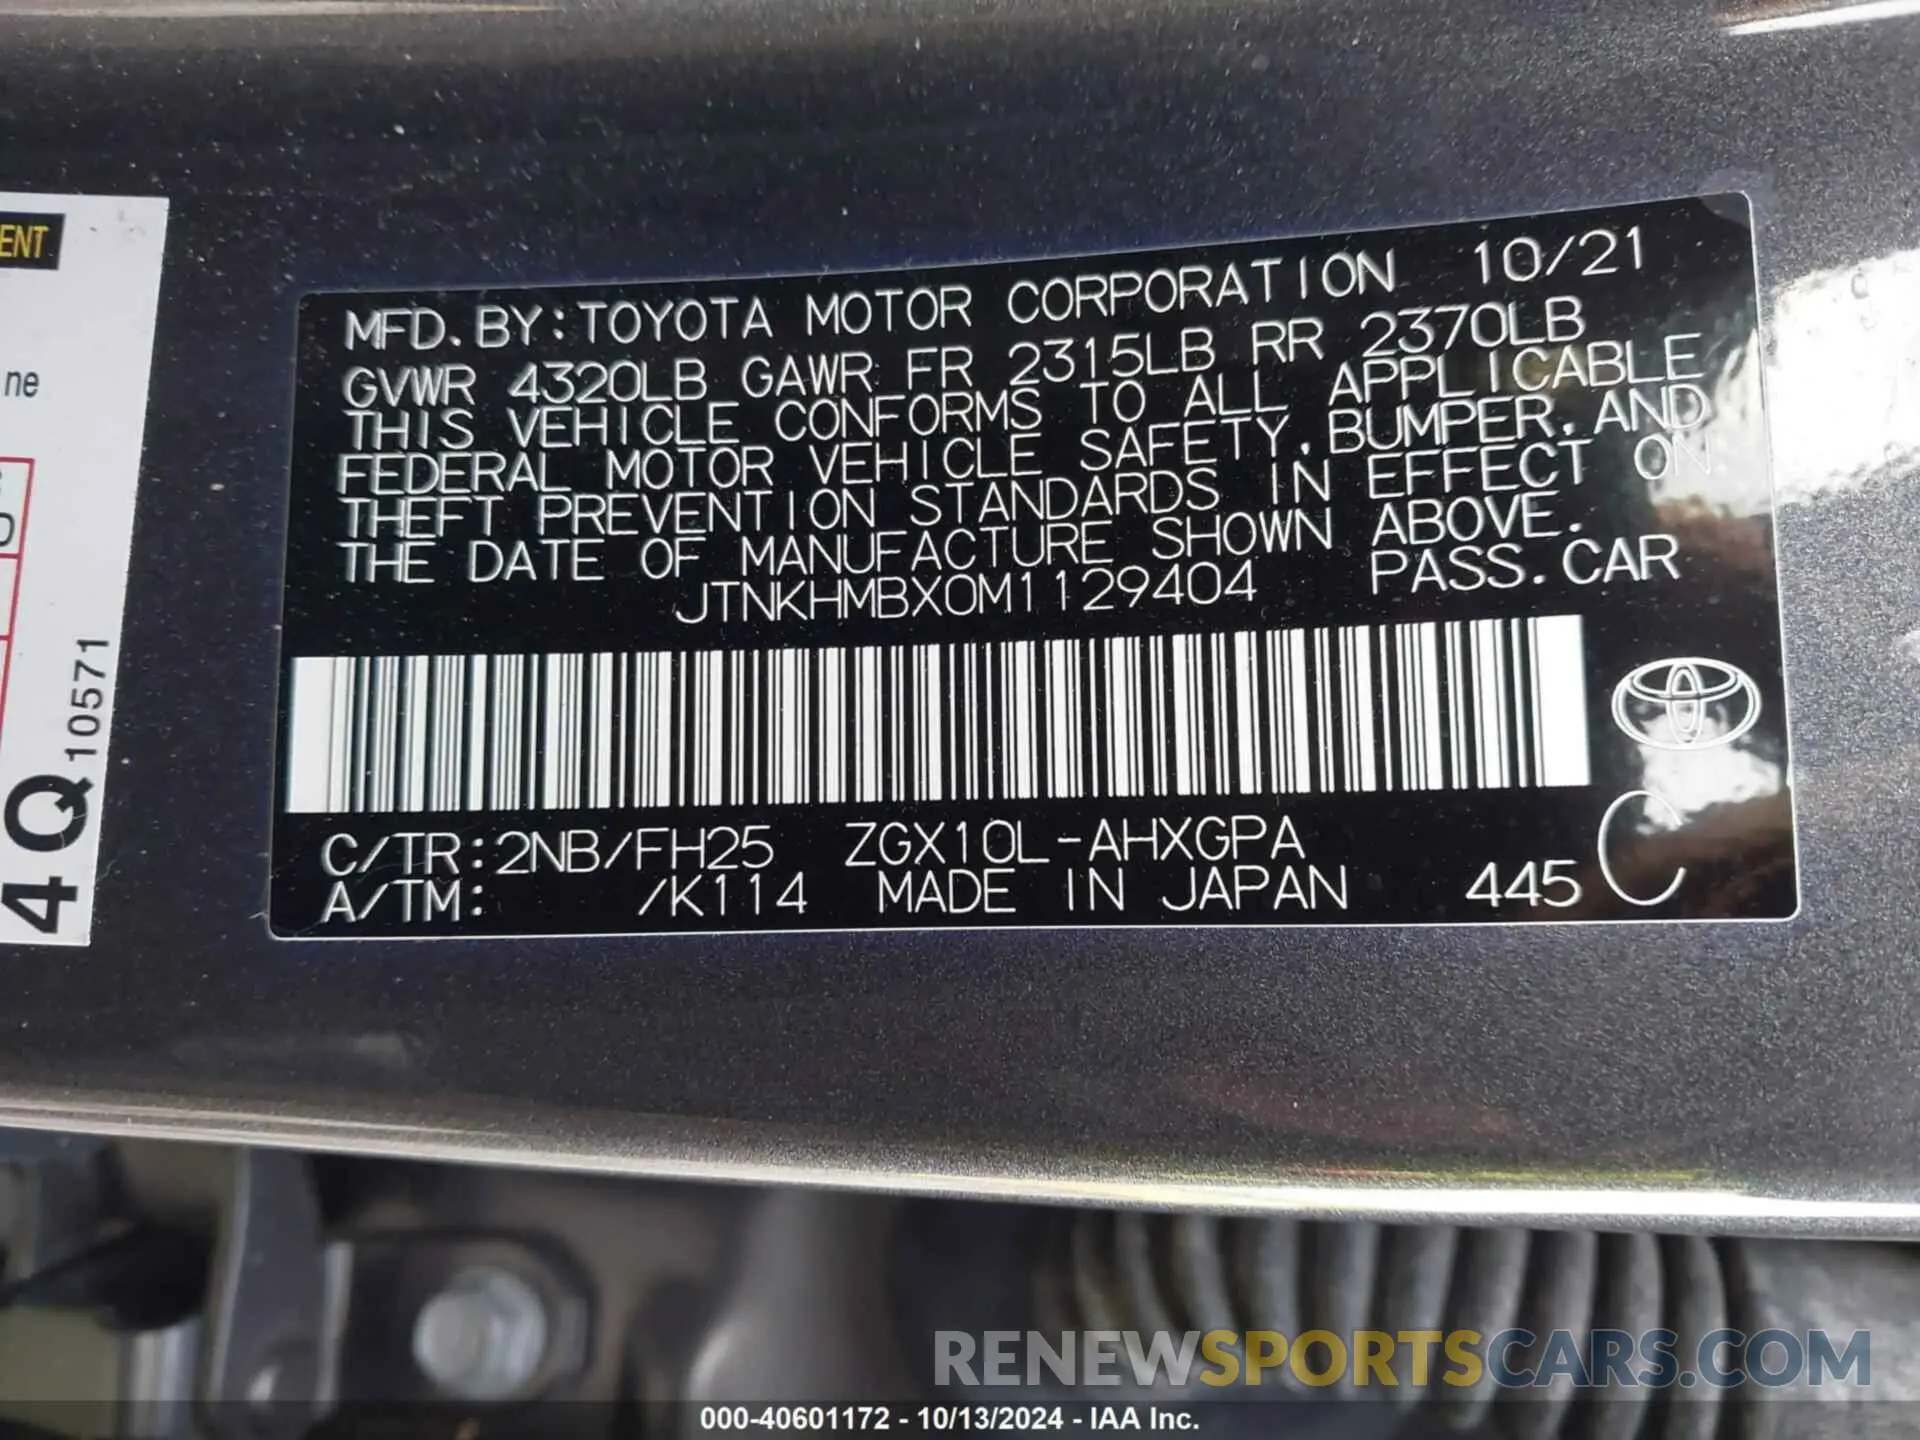 ENT
ne
D
4Q 10571
MFD.BY:TOYOTA MOTOR CORPORATION 10/21
GVWR 4320LB GAWR FR 2315LB RR 2370LB
THIS VEHICLE CONFORMS TO ALL APPLICABLE
FEDERAL MOTOR VEHICLE SAFETY,BUMPER,AND
THEFT PREVENTION STANDARDS IN EFFECT ON
THE DATE OF MANUFACTURE SHOWN ABOVE.
JTNKHMBX0M1129404 PASS.CAR
C/TR:2NB/FH25 ZGX10L-AHXGPA
A/TM: /K114 MADE IN JAPAN 445 C
RENEWSPORTSCARS.COM
000-40601172 - 10/13/2024 - IAA Inc.